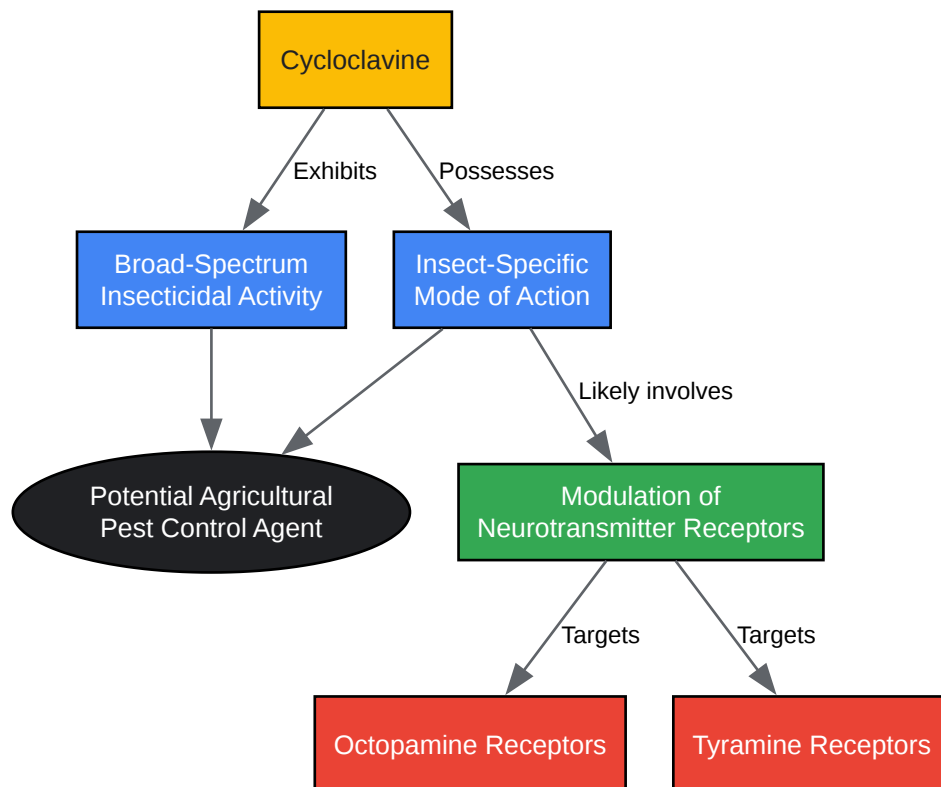 Cycloclavine
Exhibits
Possesses
Broad-Spectrum
Insecticidal Activity
Insect-Specific
Mode of Action
Likely involves
Potential Agricultural
Pest Control Agent
Modulation of
Neurotransmitter Receptors
Targets
Targets
Octopamine Receptors
Tyramine Receptors